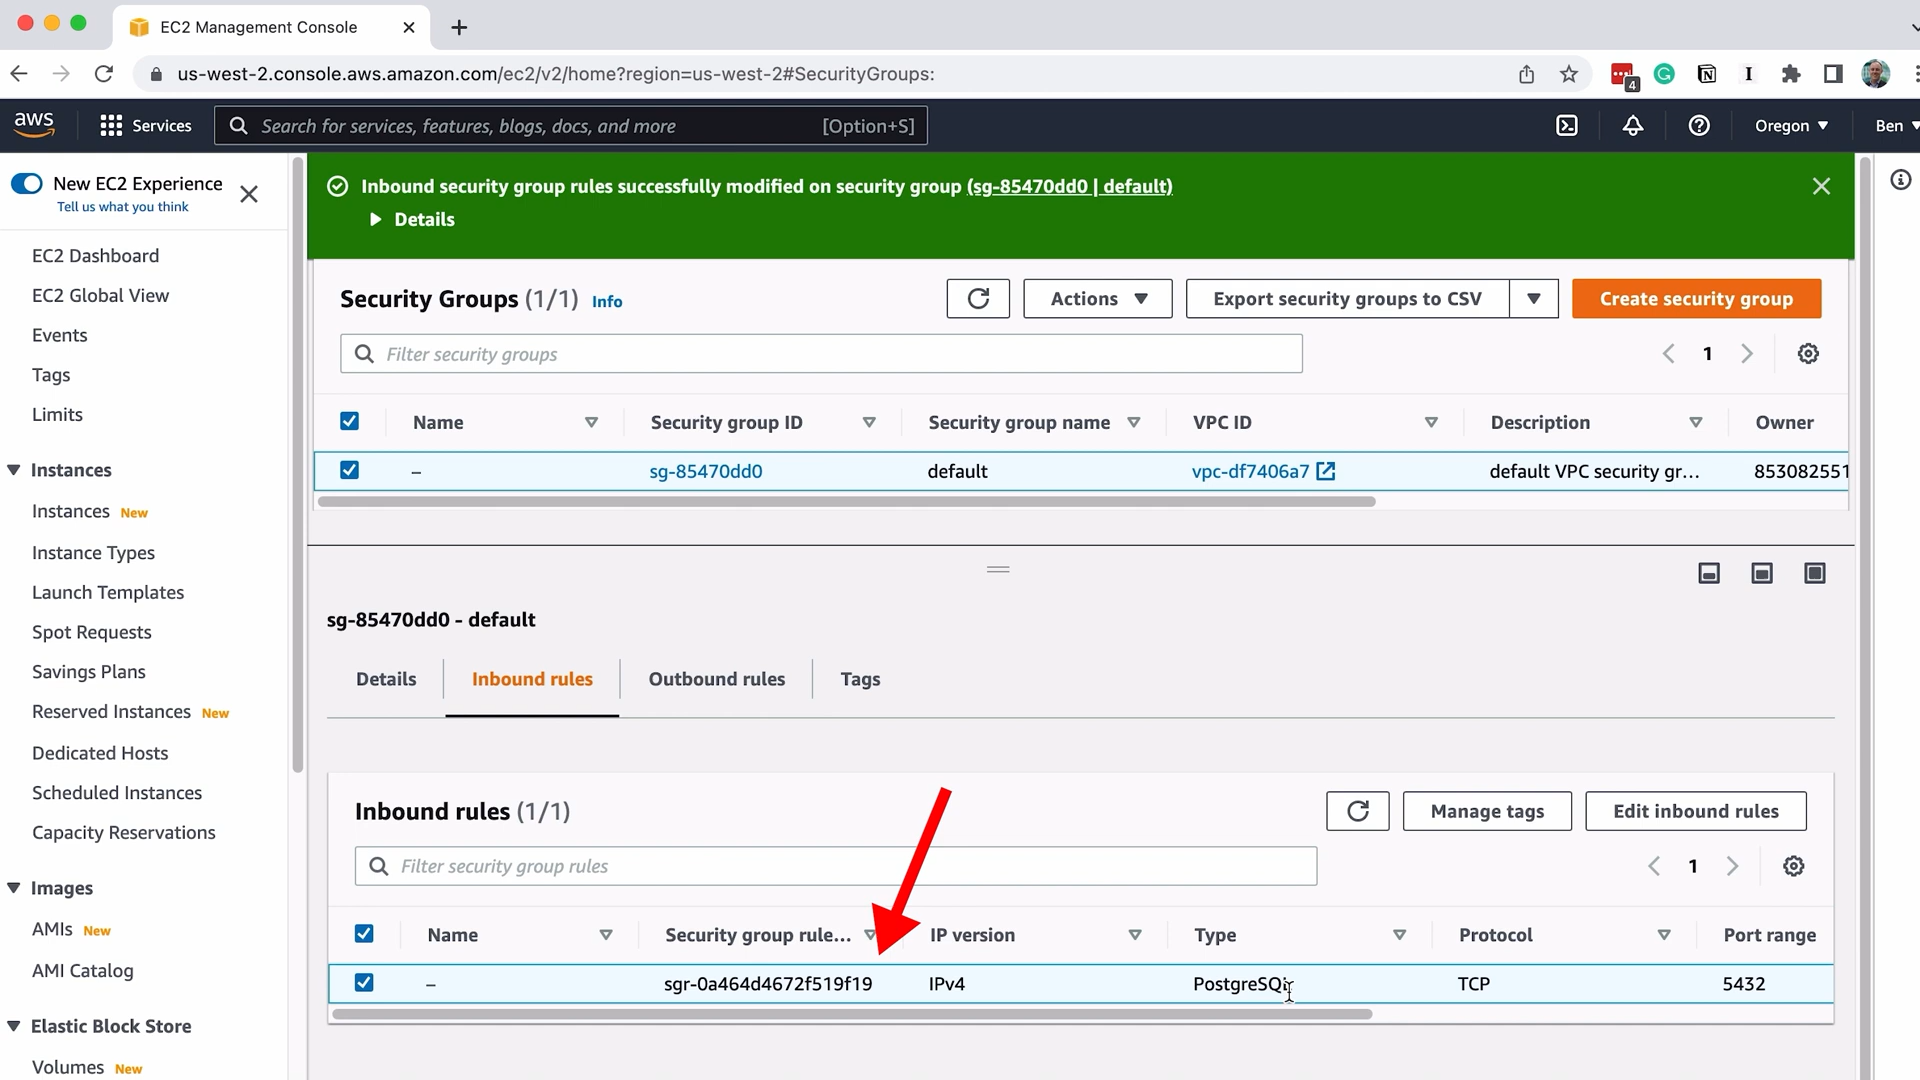 EC2 Management Console
us-west-2.console.aws.amazon.com/ec2/v2/home?region=us-west-2#SecurityGroups:
4
I
aws
Services
Search for services, features, blogs, docs, and more
[Option+S]
Oregon
Ben
New EC2 Experience
Tell us what you think
EC2 Dashboard
EC2 Global View
Events
Tags
Limits
Instances
Instances New
Instance Types
Launch Templates
Spot Requests
Savings Plans
Reserved Instances New
Dedicated Hosts
Scheduled Instances
Capacity Reservations
Images
AMIs New
AMI Catalog
Elastic Block Store
Volumes New
Inbound security group rules successfully modified on security group (sg-85470dd0 | default)
Details
Security Groups (1/1) Info
Actions
Export security groups to CSV
Create security group
Filter security groups
1
Name Security group ID Security group name VPC ID Description Owner
– sg-85470dd0 default vpc-df7406a7 default VPC security gr... 853082551
sg-85470dd0 - default
Details Inbound rules Outbound rules Tags
Inbound rules (1/1)
Manage tags
Edit inbound rules
Filter security group rules
1
Name Security group rule... IP version Type Protocol Port range
– sgr-0a464d4672f519f19 IPv4 PostgreSQL TCP 5432